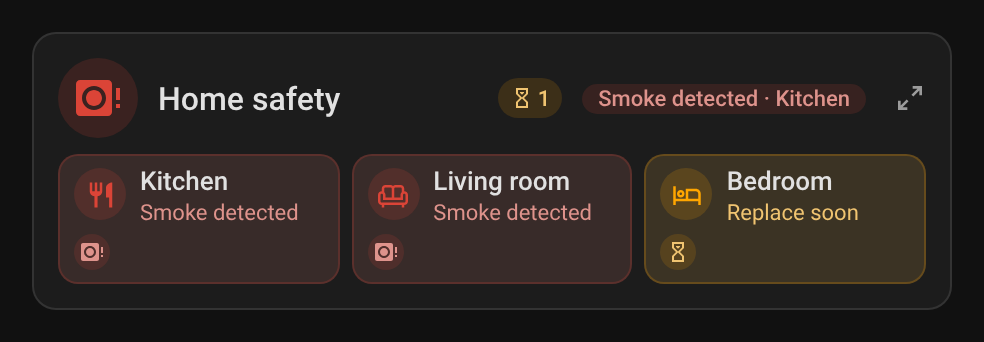 Home safety
1
Smoke detected · Kitchen
Kitchen
Smoke detected
Living room
Smoke detected
Bedroom
Replace soon